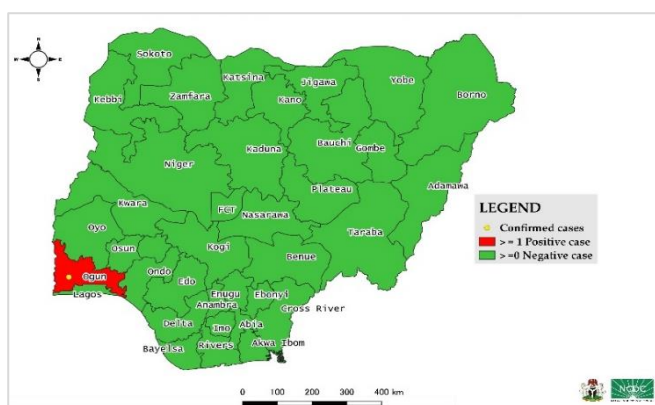 N
W E
S
Sokoto
Katsina
Jigawa
Yobe
Kebbi
Zamfara
Kano
Borno
Kaduna
Bauchi
Gombe
Niger
Adamawa
Plateau
Kwara
FCT
Nasarawa
Oyo
Taraba
Osun
Kogi
Benue
Ogun
Ondo
Edo
Lagos
Enugu
Ebonyi
Anambra
Cross River
Delta
Imo
Abia
Bayelsa
Rivers
Akwa Ibom
LEGEND
Confirmed cases
>= 1 Positive case
>=0 Negative case
0 100 200 300 400 km
NCDC